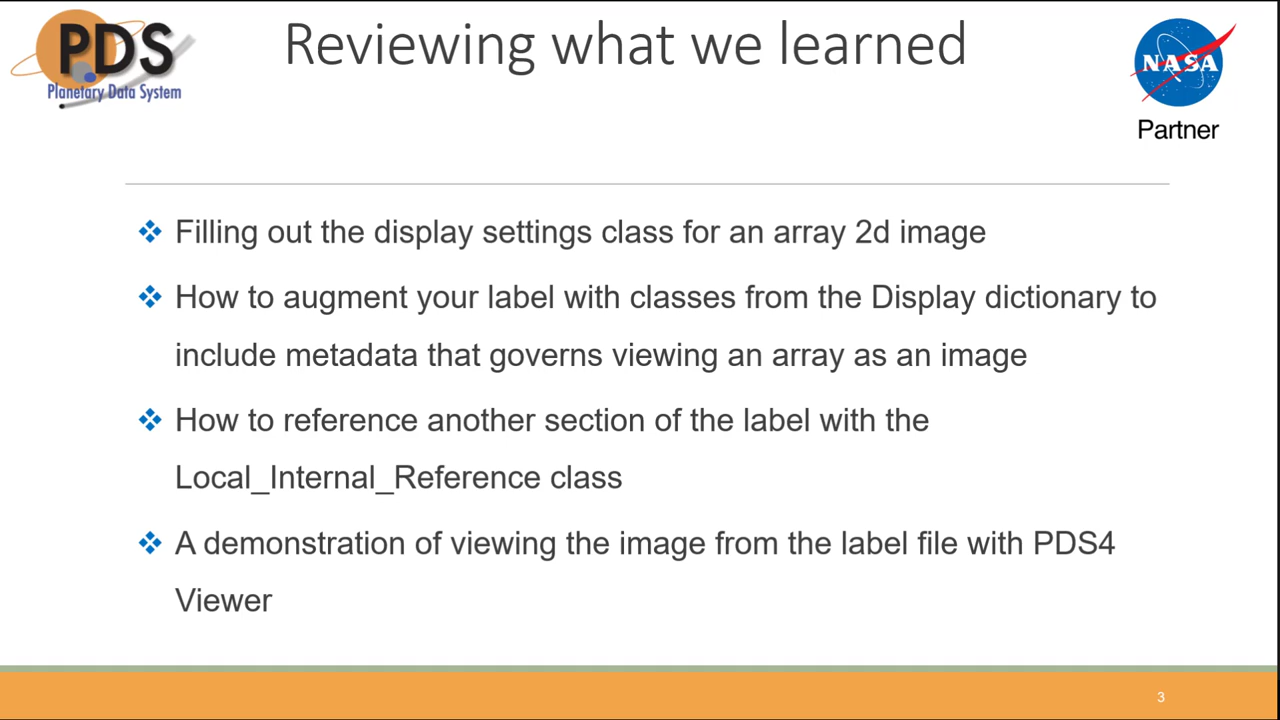 PDS
Planetary Data System
Reviewing what we learned
NASA
Partner
Filling out the display settings class for an array 2d image
How to augment your label with classes from the Display dictionary to
include metadata that governs viewing an array as an image
How to reference another section of the label with the
Local_Internal_Reference class
A demonstration of viewing the image from the label file with PDS4
Viewer
3